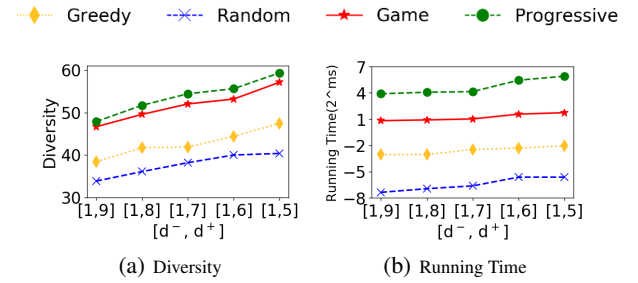 Greedy Random Game Progressive
60
50
40
30
Diversity
[1,9] [1,8] [1,7] [1,6] [1,5]
[d⁻, d⁺]
(a) Diversity
7
4
1
−2
−5
−8
Running Time(2^ms)
[1,9] [1,8] [1,7] [1,6] [1,5]
[d⁻, d⁺]
(b) Running Time